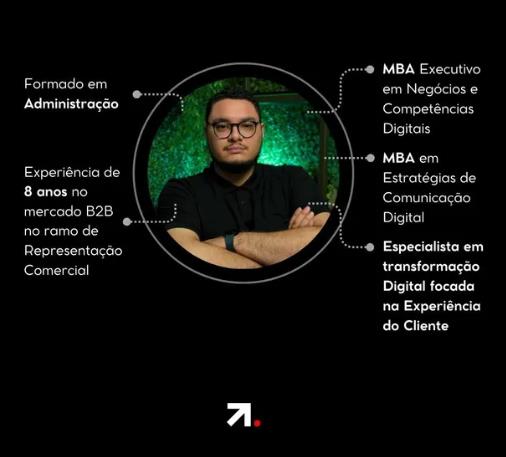 Formado em
Administração
Experiência de
8 anos no
mercado B2B
no ramo de
Representação
Comercial
MBA Executivo
em Negócios e
Competências
Digitais
MBA em
Estratégias de
Comunicação
Digital
Especialista em
transformação
Digital focada
na Experiência
do Cliente